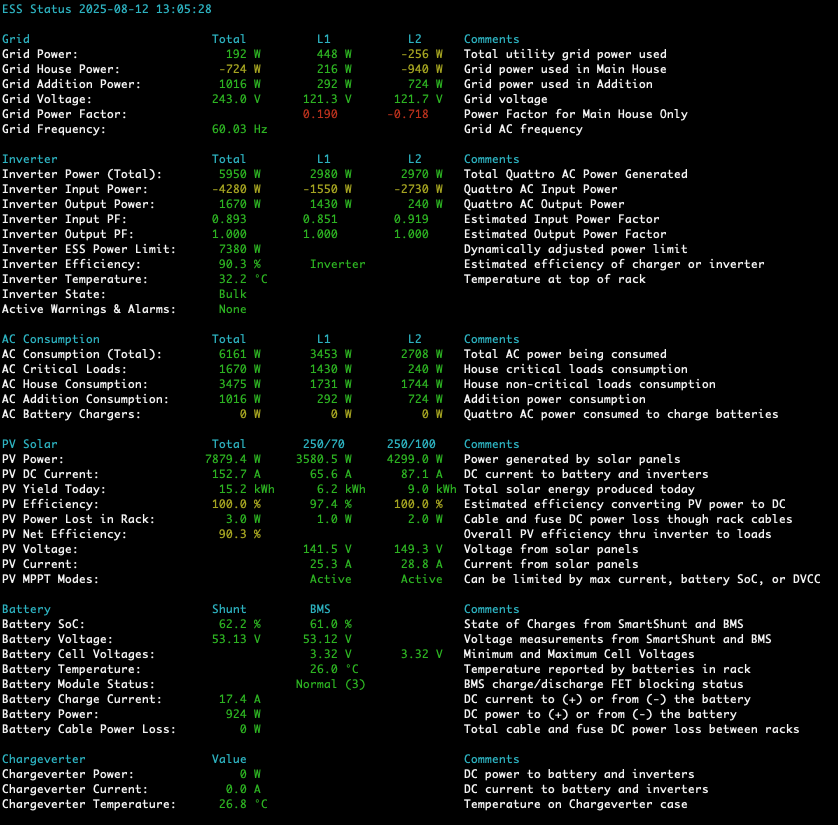 ESS Status 2025-08-12 13:05:28
Grid Total L1 L2 Comments
Grid Power: 192 W 448 W -256 W Total utility grid power used
Grid House Power: -724 W 216 W -940 W Grid power used in Main House
Grid Addition Power: 1016 W 292 W 724 W Grid power used in Addition
Grid Voltage: 243.0 V 121.3 V 121.7 V Grid voltage
Grid Power Factor: 0.190 -0.718 Power Factor for Main House Only
Grid Frequency: 60.03 Hz Grid AC frequency
Inverter Total L1 L2 Comments
Inverter Power (Total): 5950 W 2980 W 2970 W Total Quattro AC Power Generated
Inverter Input Power: -4280 W -1550 W -2730 W Quattro AC Input Power
Inverter Output Power: 1670 W 1430 W 240 W Quattro AC Output Power
Inverter Input PF: 0.893 0.851 0.919 Estimated Input Power Factor
Inverter Output PF: 1.000 1.000 1.000 Estimated Output Power Factor
Inverter ESS Power Limit: 7380 W Dynamically adjusted power limit
Inverter Efficiency: 90.3 % Inverter Estimated efficiency of charger or inverter
Inverter Temperature: 32.2 °C Temperature at top of rack
Inverter State: Bulk
Active Warnings & Alarms: None
AC Consumption Total L1 L2 Comments
AC Consumption (Total): 6161 W 3453 W 2708 W Total AC power being consumed
AC Critical Loads: 1670 W 1430 W 240 W House critical loads consumption
AC House Consumption: 3475 W 1731 W 1744 W House non-critical loads consumption
AC Addition Consumption: 1016 W 292 W 724 W Addition power consumption
AC Battery Chargers: 0 W 0 W 0 W Quattro AC power consumed to charge batteries
PV Solar Total 250/70 250/100 Comments
PV Power: 7879.4 W 3580.5 W 4299.0 W Power generated by solar panels
PV DC Current: 152.7 A 65.6 A 87.1 A DC current to battery and inverters
PV Yield Today: 15.2 kWh 6.2 kWh 9.0 kWh Total solar energy produced today
PV Efficiency: 100.0 % 97.4 % 100.0 % Estimated efficiency converting PV power to DC
PV Power Lost in Rack: 3.0 W 1.0 W 2.0 W Cable and fuse DC power loss though rack cables
PV Net Efficiency: 90.3 % Overall PV efficiency thru inverter to loads
PV Voltage: 141.5 V 149.3 V Voltage from solar panels
PV Current: 25.3 A 28.8 A Current from solar panels
PV MPPT Modes: Active Active Can be limited by max current, battery SoC, or DVCC
Battery Shunt BMS Comments
Battery SoC: 62.2 % 61.0 % State of Charges from SmartShunt and BMS
Battery Voltage: 53.13 V 53.12 V Voltage measurements from SmartShunt and BMS
Battery Cell Voltages: 3.32 V 3.32 V Minimum and Maximum Cell Voltages
Battery Temperature: 26.0 °C Temperature reported by batteries in rack
Battery Module Status: Normal (3) BMS charge/discharge FET blocking status
Battery Charge Current: 17.4 A DC current to (+) or from (-) the battery
Battery Power: 924 W DC power to (+) or from (-) the battery
Battery Cable Power Loss: 0 W Total cable and fuse DC power loss between racks
Chargeverter Value Comments
Chargeverter Power: 0 W DC power to battery and inverters
Chargeverter Current: 0.0 A DC current to battery and inverters
Chargeverter Temperature: 26.8 °C Temperature on Chargeverter case